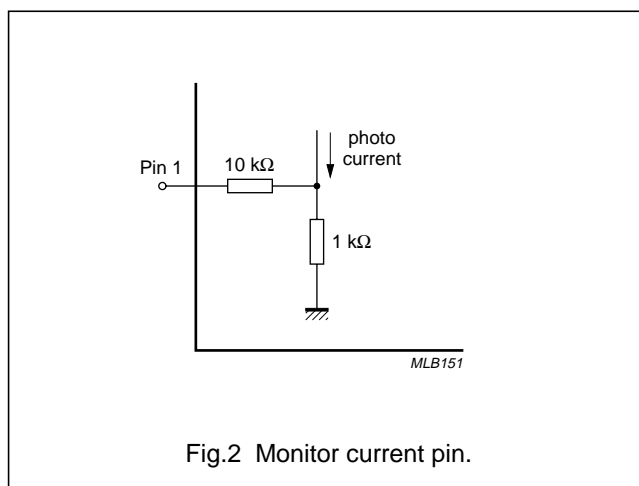 photo
current
Pin 1
10 kΩ
1 kΩ
MLB151
Fig.2 Monitor current pin.